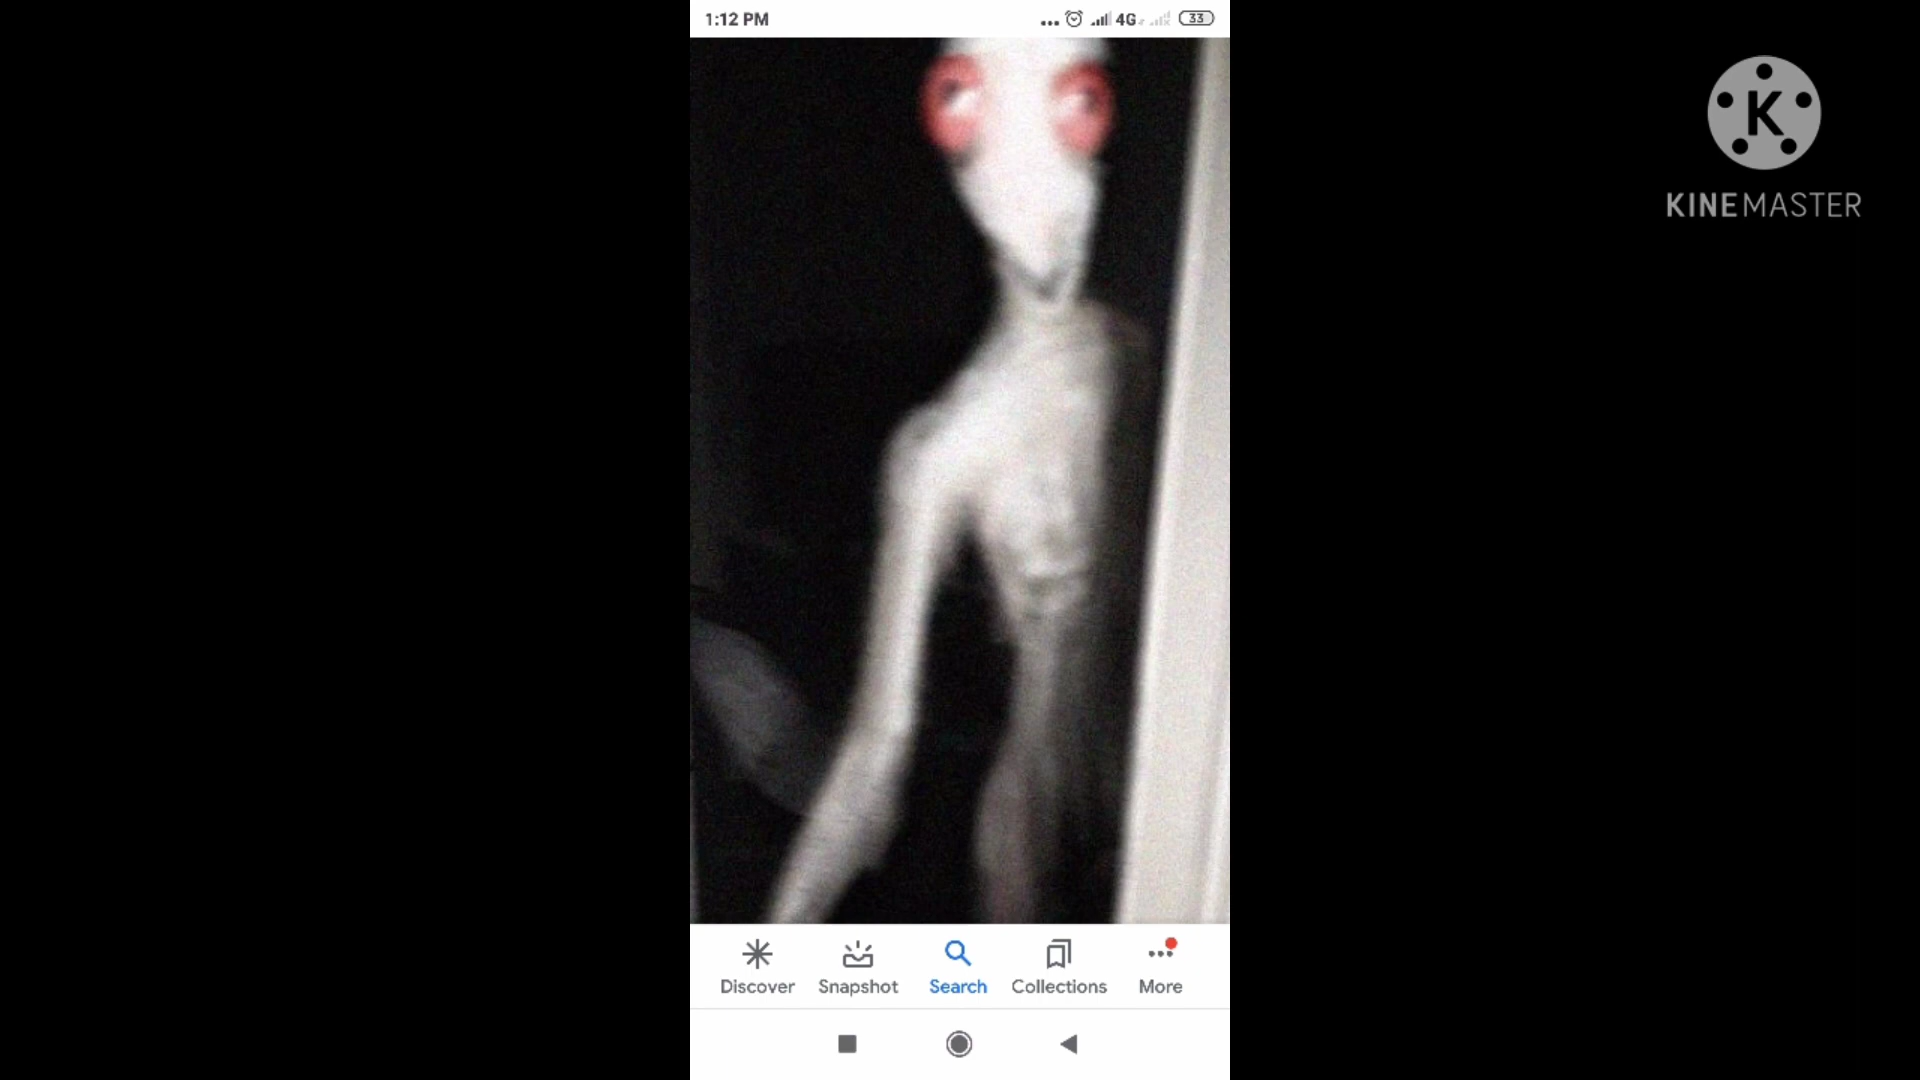 1:12 PM
4G
33
K
KINEMASTER
Discover
Snapshot
Search
Collections
More